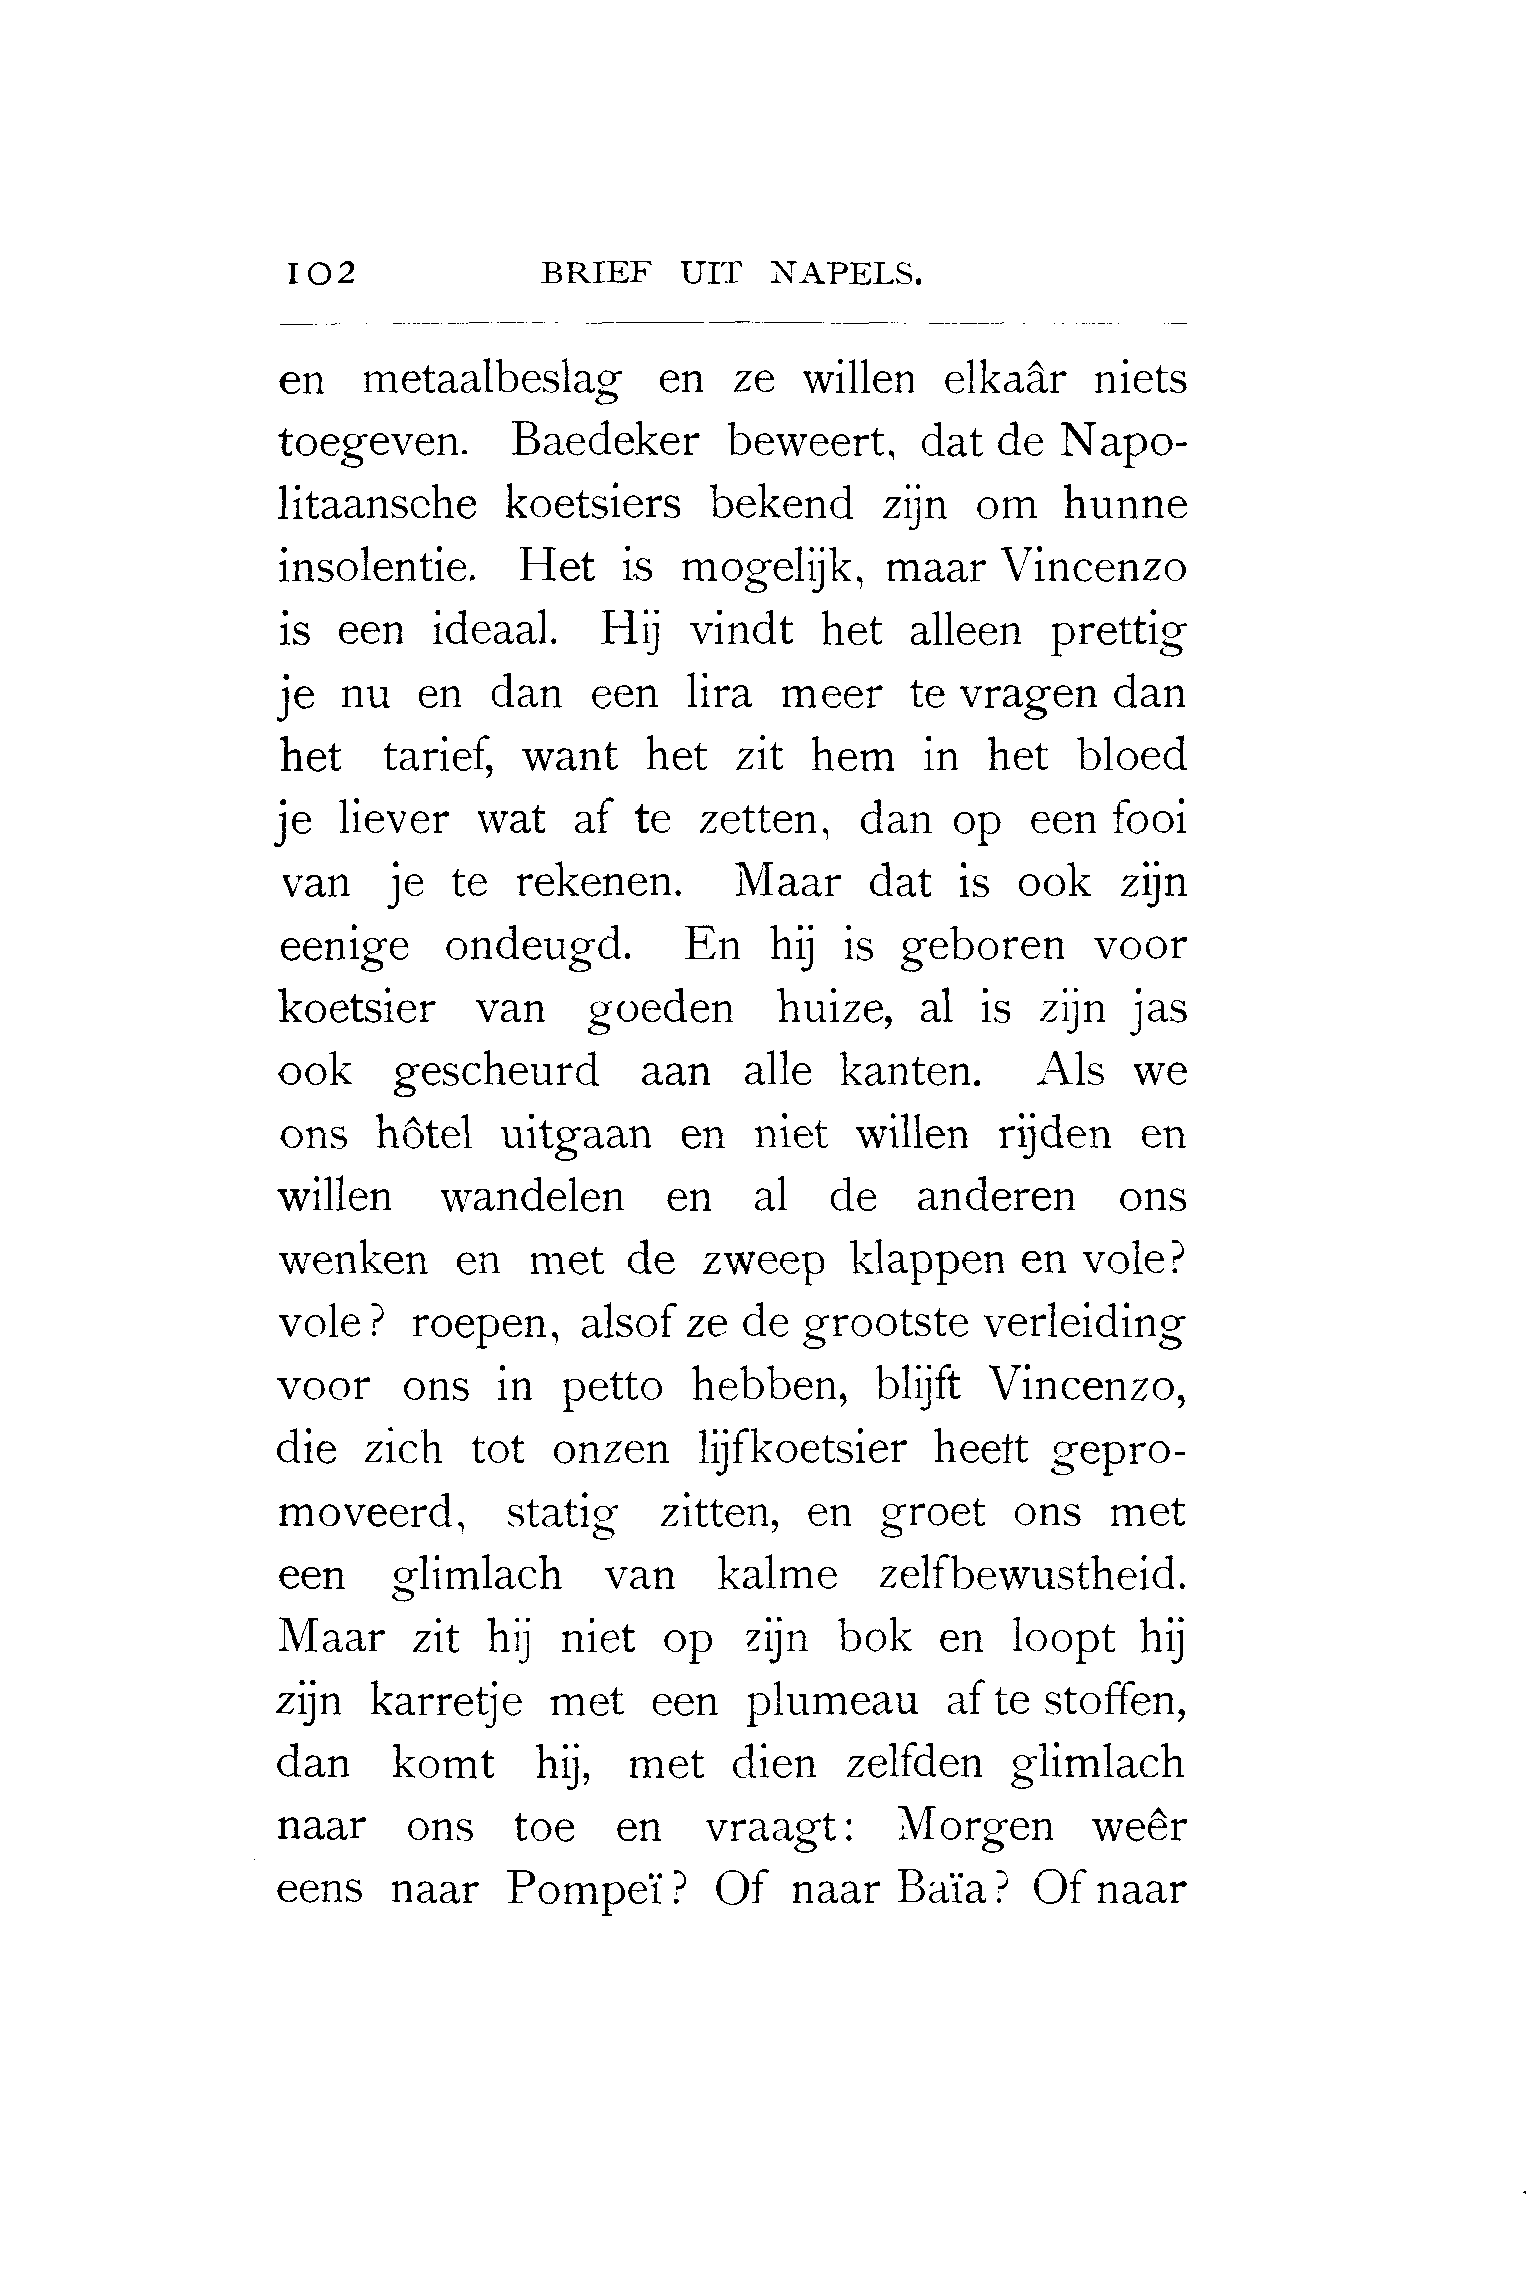 102 BRIEF UIT NAPELS.
en metaalbeslag en ze willen elkaâr niets
toegeven. Baedeker beweert, dat de Napo-
litaansche koetsiers bekend zijn om hunne
insolentie. Het is mogelijk, maar Vincenzo
is een ideaal. Hij vindt het alleen prettig
je nu en dan een lira meer te vragen dan
het tarief, want het zit hem in het bloed
je liever wat af te zetten, dan op een fooi
van je te rekenen. Maar dat is ook zijn
eenige ondeugd. En hij is geboren voor
koetsier van goeden huize, al is zijn jas
ook gescheurd aan alle kanten. Als we
ons hôtel uitgaan en niet willen rijden en
willen wandelen en al de anderen ons
wenken en met de zweep klappen en vole?
vole? roepen, alsof ze de grootste verleiding
voor ons in petto hebben, blijft Vincenzo,
die zich tot onzen lijfkoetsier heeft gepro-
moveerd, statig zitten, en groet ons met
een glimlach van kalme zelfbewustheid.
Maar zit hij niet op zijn bok en loopt hij
zijn karretje met een plumeau af te stoffen,
dan komt hij, met dien zelfden glimlach
naar ons toe en vraagt: Morgen weêr
eens naar Pompeï? Of naar Baïa? Of naar